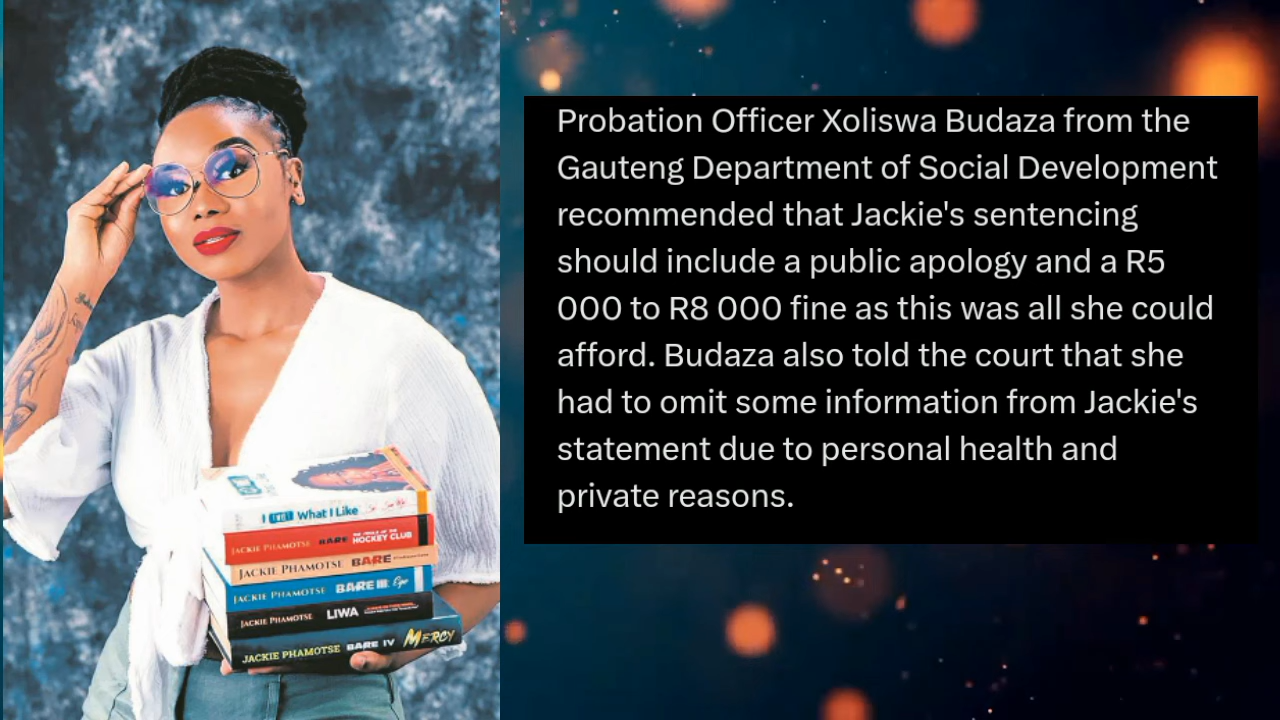 Probation Officer Xoliswa Budaza from the
Gauteng Department of Social Development
recommended that Jackie's sentencing
should include a public apology and a R5
000 to R8 000 fine as this was all she could
afford. Budaza also told the court that she
had to omit some information from Jackie's
statement due to personal health and
private reasons.
I What I Like
JACKIE PHAMOTSE BARE HOCKEY CLUB
JACKIE PHAMOTSE BARE
JACKIE PHAMOTSE BARE III Ego
JACKIE PHAMOTSE LIWA
JACKIE PHAMOTSE BARE IV MERCY